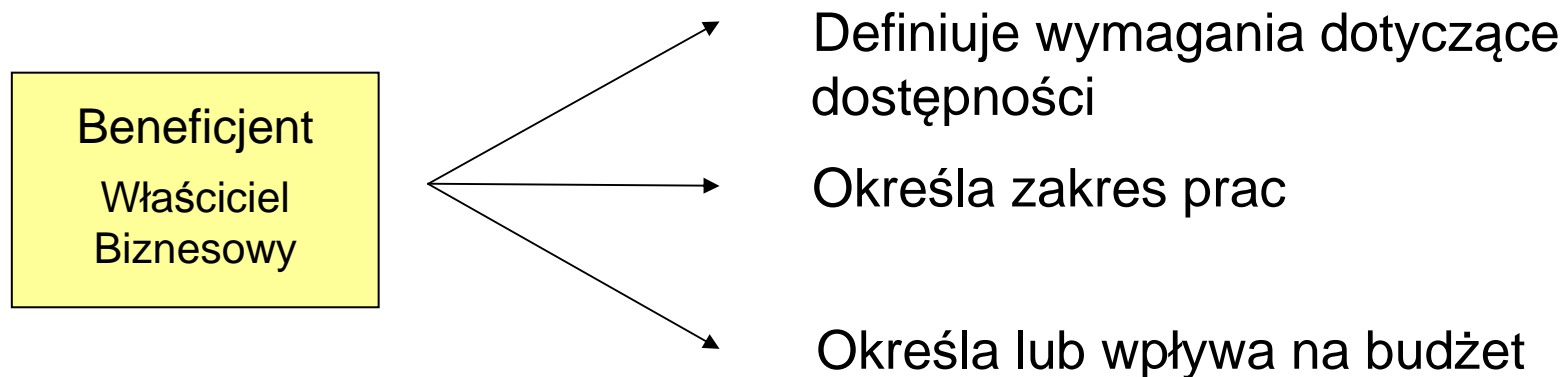 Beneficjent
Właściciel
Biznesowy
Definiuje wymagania dotyczące
dostępności
Określa zakres prac
Określa lub wpływa na budżet